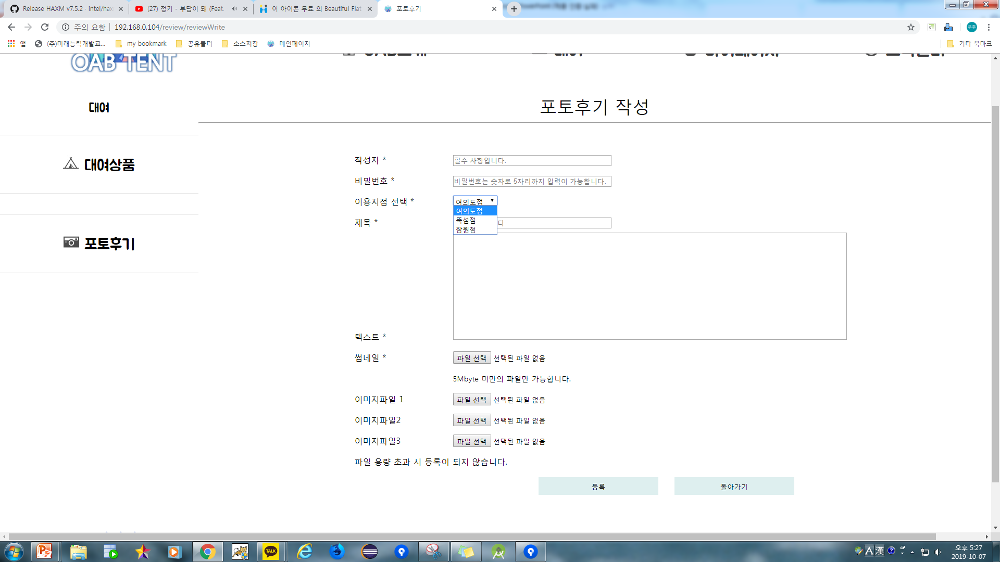 Release HAXM v7.5.2 · intel/hax
(27) 정키 - 부담이 돼 (Feat.
어 아이콘 무료 의 Beautiful Flat
포토후기
주의 요함
192.168.0.104/review/reviewWrite
우주
앱
(주)미래능력개발교...
my bookmark
공유폴더
소스저장
메인페이지
기타 북마크
OAB TENT
대여
포토후기 작성
대여상품
포토후기
작성자 *
필수 사항입니다.
비밀번호 *
비밀번호는 숫자로 5자리까지 입력이 가능합니다.
이용지점 선택 *
여의도점
여의도점
뚝섬점
잠원점
제목 *
다
텍스트 *
썸네일 *
파일 선택 선택된 파일 없음
5Mbyte 미만의 파일만 가능합니다.
이미지파일 1
파일 선택 선택된 파일 없음
이미지파일2
파일 선택 선택된 파일 없음
이미지파일3
파일 선택 선택된 파일 없음
파일 용량 초과 시 등록이 되지 않습니다.
등록
돌아가기
TALK
A 漢
오후 5:27
2019-10-07